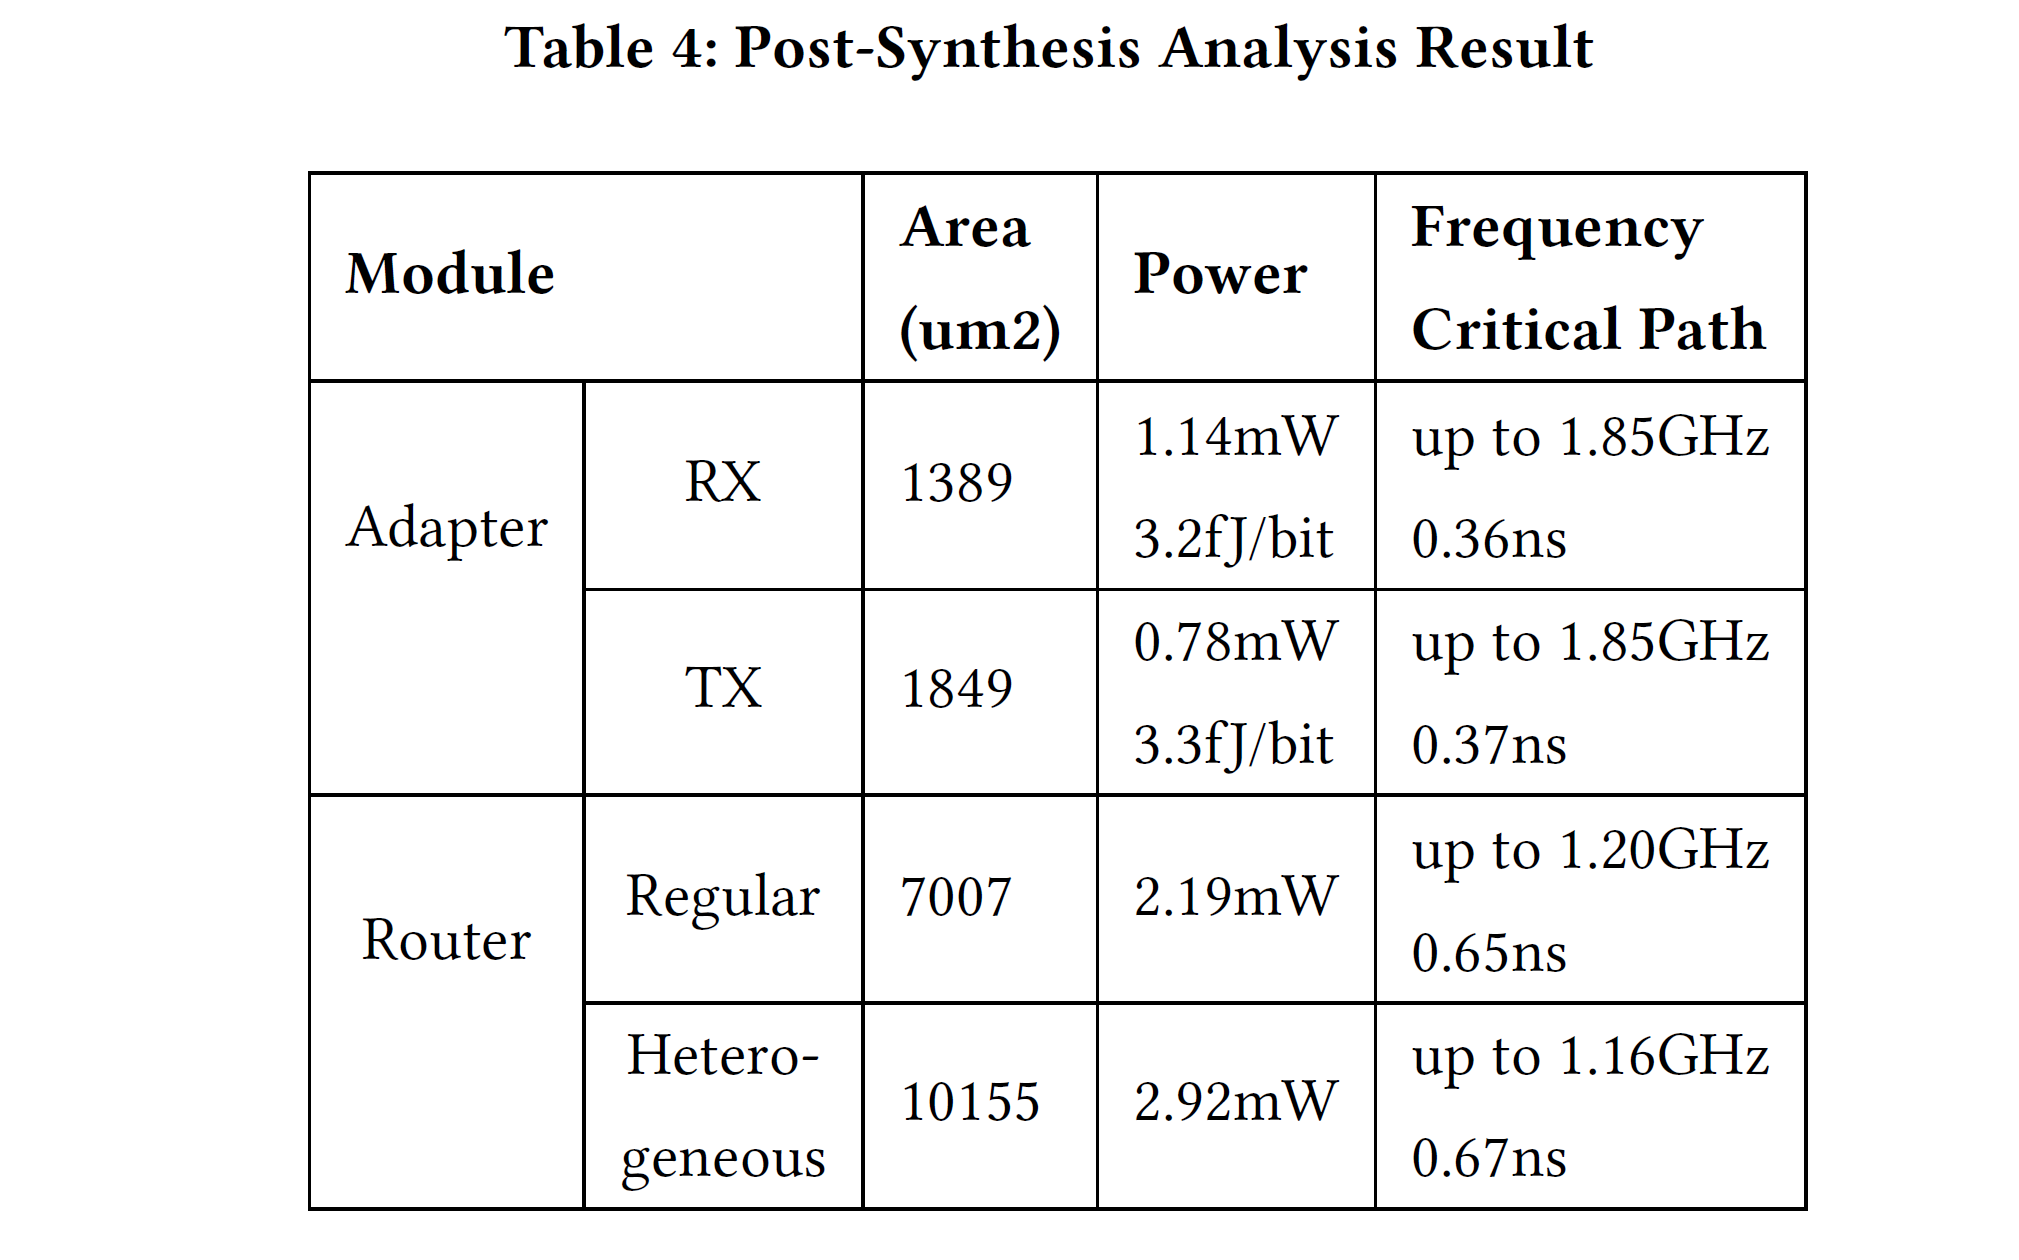 Table 4: Post-Synthesis Analysis Result
Module
Area
(um2)
Power
Frequency
Critical Path
Adapter
RX
1389
1.14mW
3.2fJ/bit
up to 1.85GHz
0.36ns
TX
1849
0.78mW
3.3fJ/bit
up to 1.85GHz
0.37ns
Router
Regular
7007
2.19mW
up to 1.20GHz
0.65ns
Hetero-
geneous
10155
2.92mW
up to 1.16GHz
0.67ns